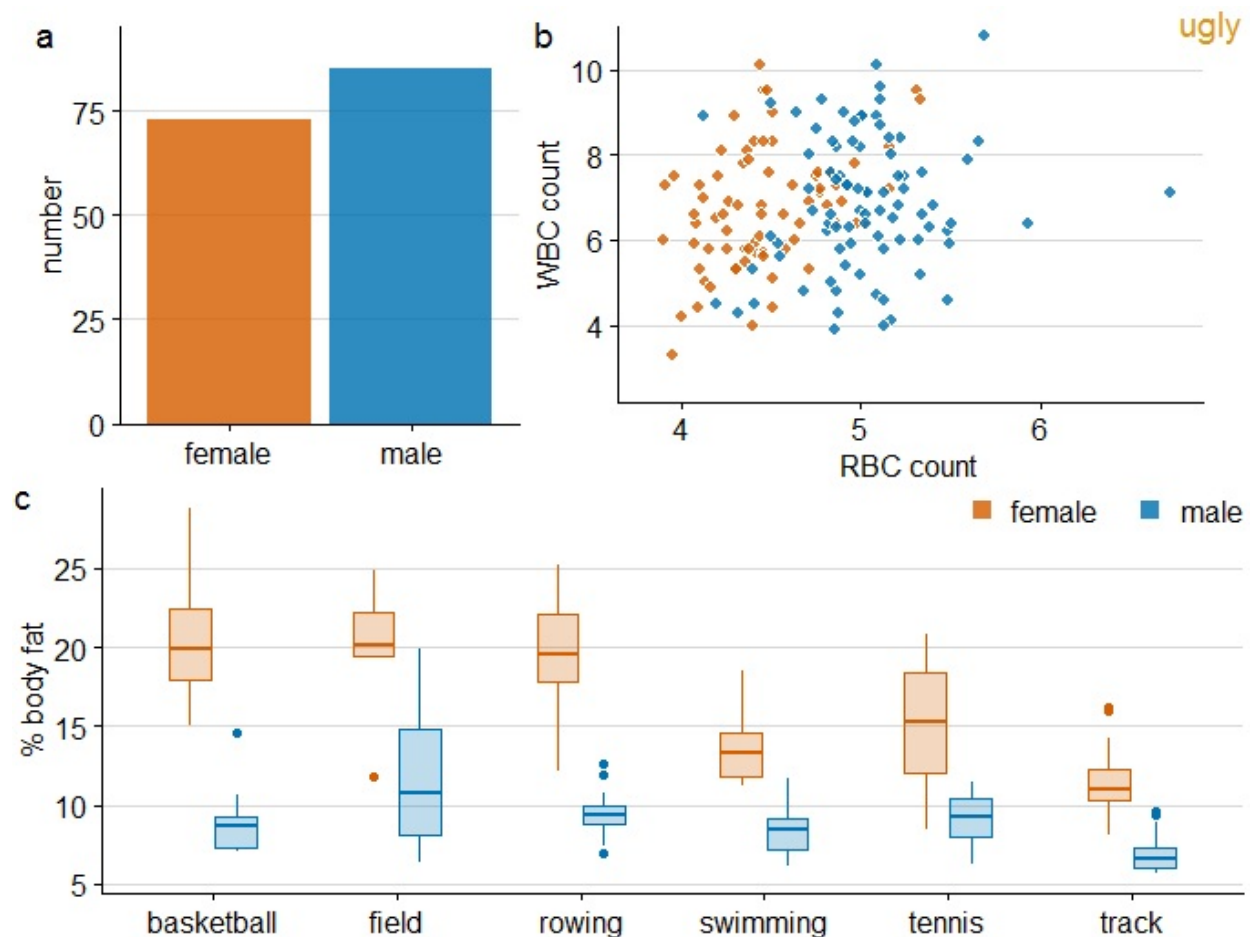 a
75
50
25
0
number
female male
b
ugly
10
8
6
4
WBC count
4 5 6
RBC count
c
female male
25
20
15
10
5
% body fat
basketball field rowing swimming tennis track